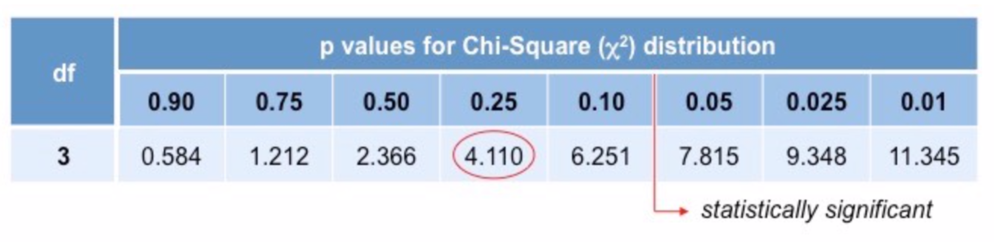 df
p values for Chi-Square (χ²) distribution
0.90 0.75 0.50 0.25 0.10 0.05 0.025 0.01
3 0.584 1.212 2.366 4.110 6.251 7.815 9.348 11.345
statistically significant